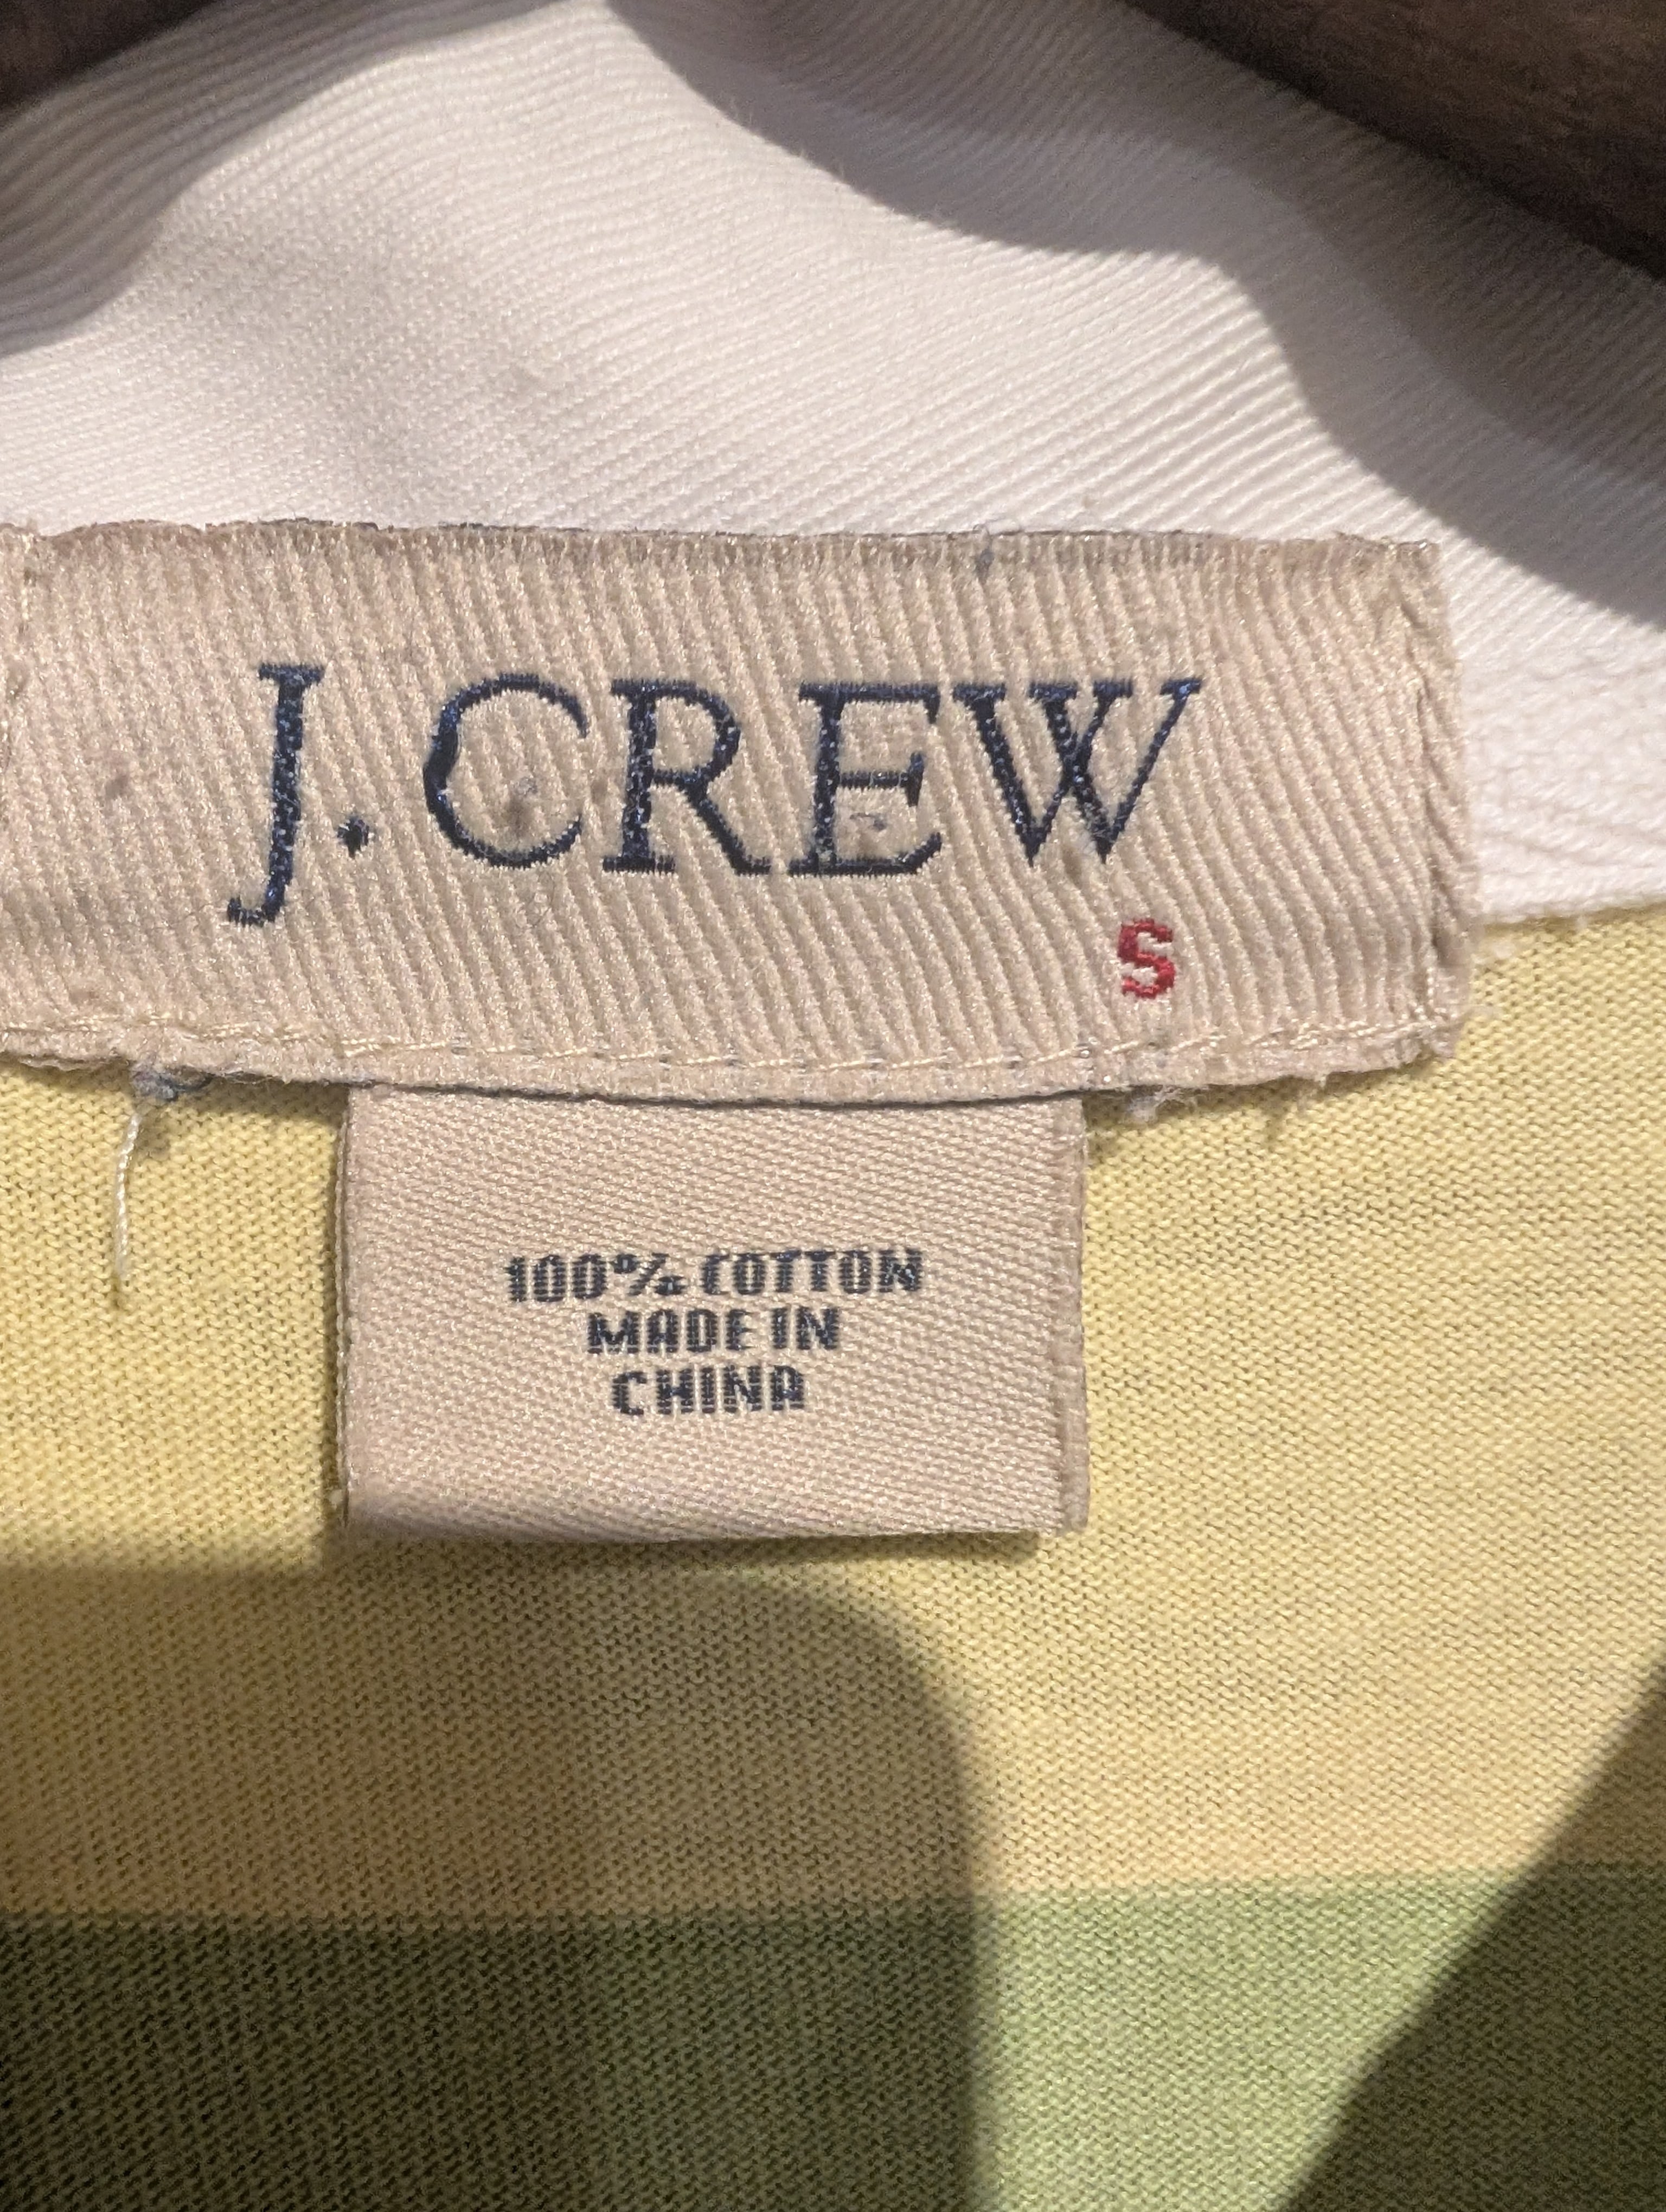 J.CREW
S
100% COTTON
MADE IN
CHINA